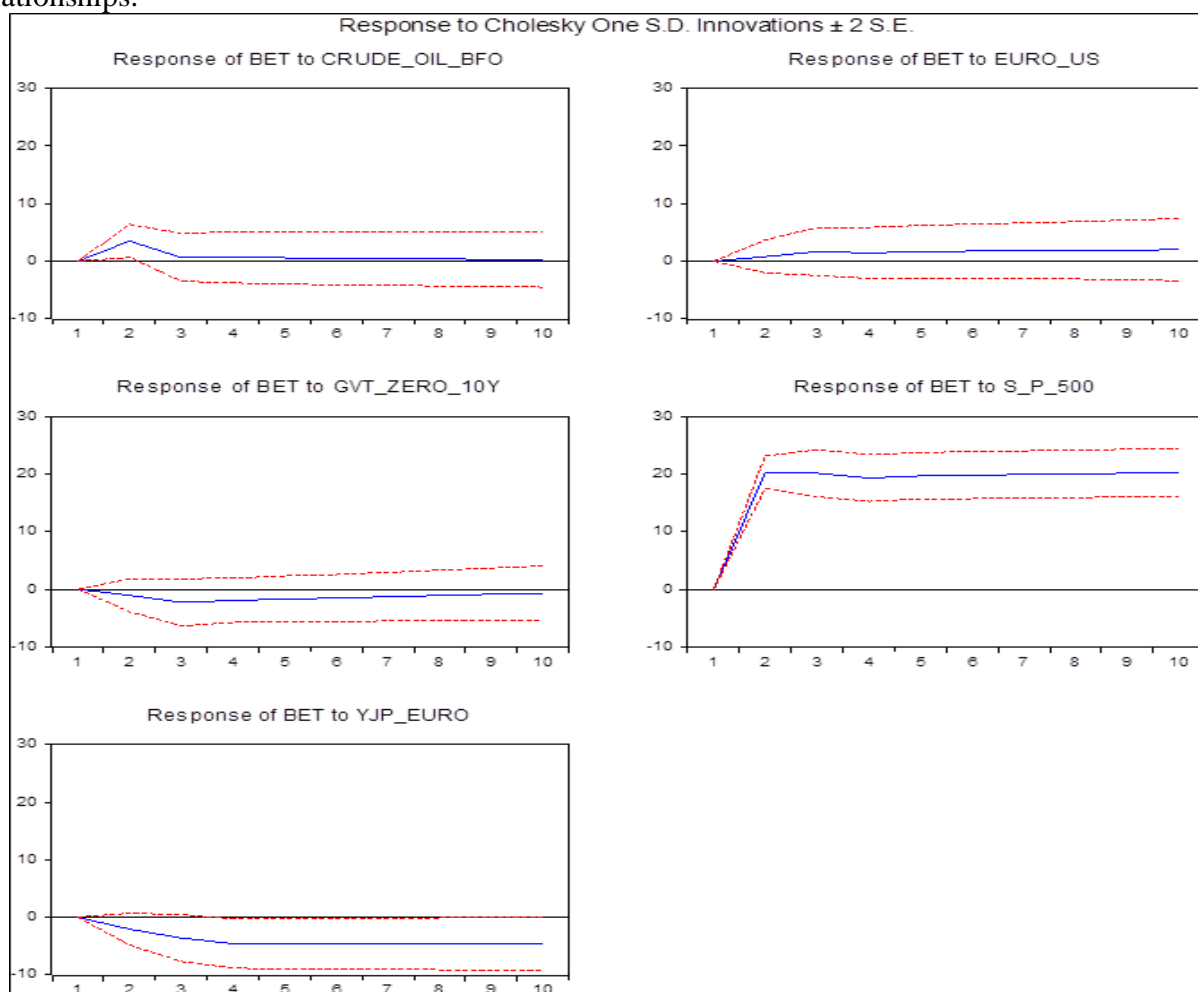 ationships.
Response to Cholesky One S.D. Innovations ± 2 S.E.
Response of BET to CRUDE_OIL_BFO
30
20
10
0
-10
1 2 3 4 5 6 7 8 9 10
Response of BET to EURO_US
30
20
10
0
-10
1 2 3 4 5 6 7 8 9 10
Response of BET to GVT_ZERO_10Y
30
20
10
0
-10
1 2 3 4 5 6 7 8 9 10
Response of BET to S_P_500
30
20
10
0
-10
1 2 3 4 5 6 7 8 9 10
Response of BET to YJP_EURO
30
20
10
0
-10
1 2 3 4 5 6 7 8 9 10